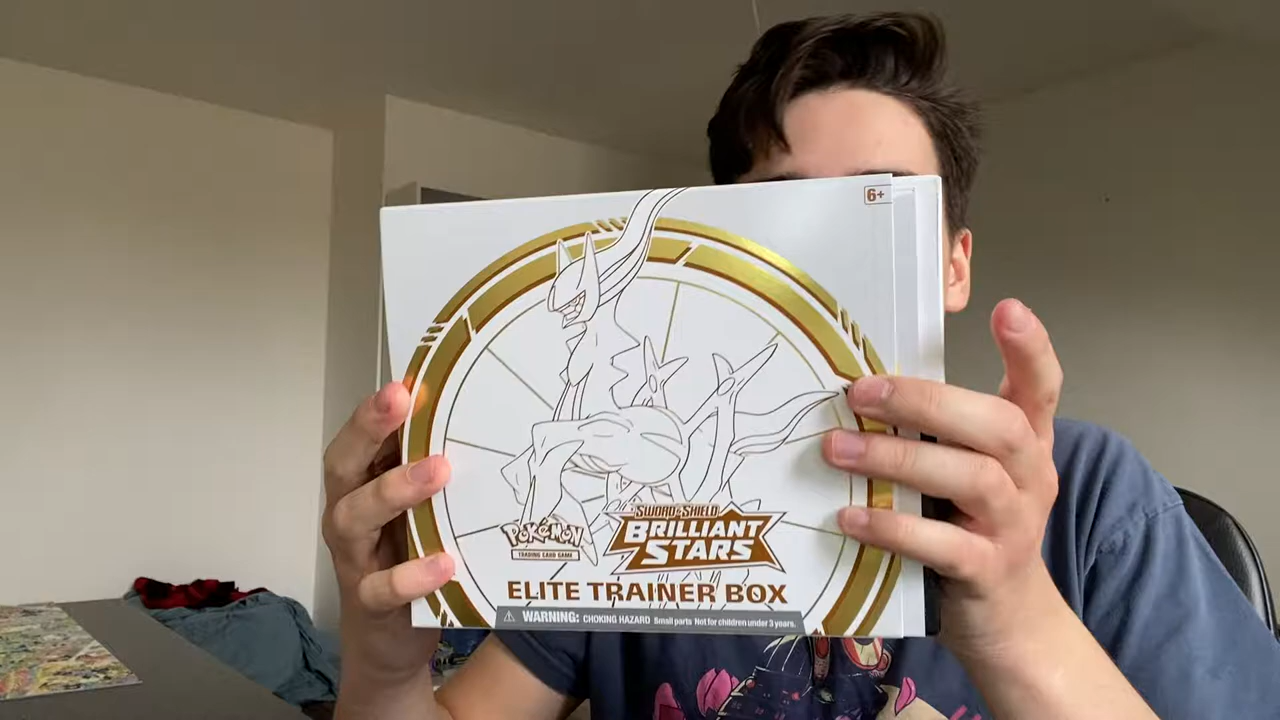 6+
Pokémon
TRADING CARD GAME
SWORD & SHIELD
BRILLIANT
STARS
ELITE TRAINER BOX
WARNING: CHOKING HAZARD Small parts Not for children under 3 years.